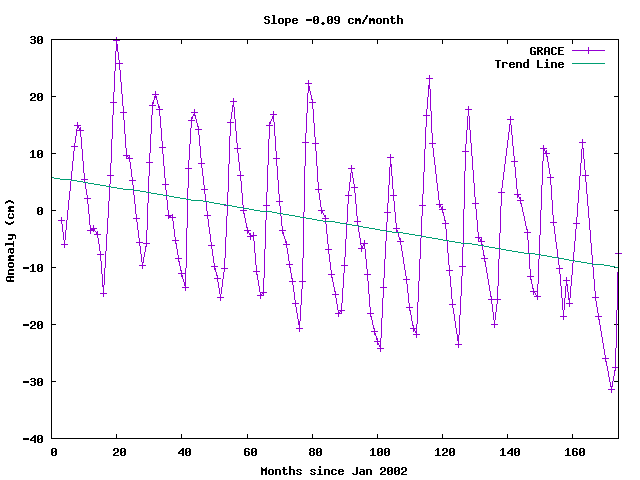 Slope -0.09 cm/month
GRACE
Trend Line
30
20
10
0
-10
-20
-30
-40
Anomaly (cm)
0 20 40 60 80 100 120 140 160
Months since Jan 2002